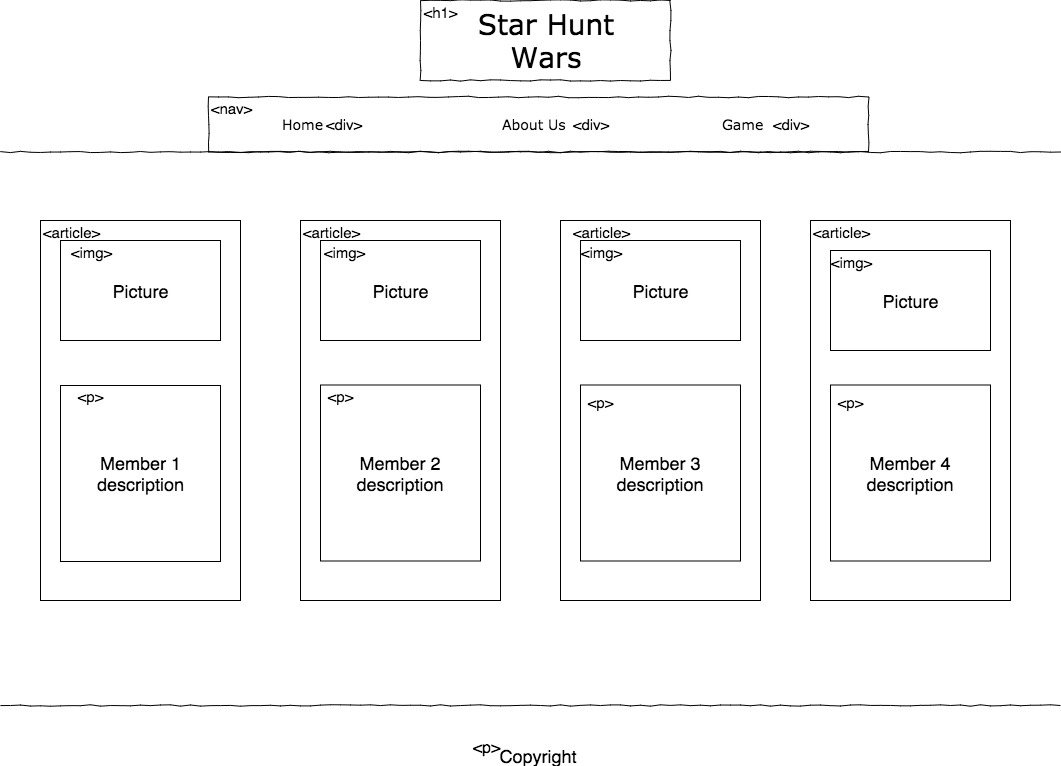 <h1>
Star Hunt
Wars
<nav>
Home <div> About Us <div> Game <div>
<article> <article> <article> <article>
<img> <img> <img> <img>
Picture Picture Picture Picture
<p> <p> <p> <p>
Member 1 Member 2 Member 3 Member 4
description description description description
<p>Copyright